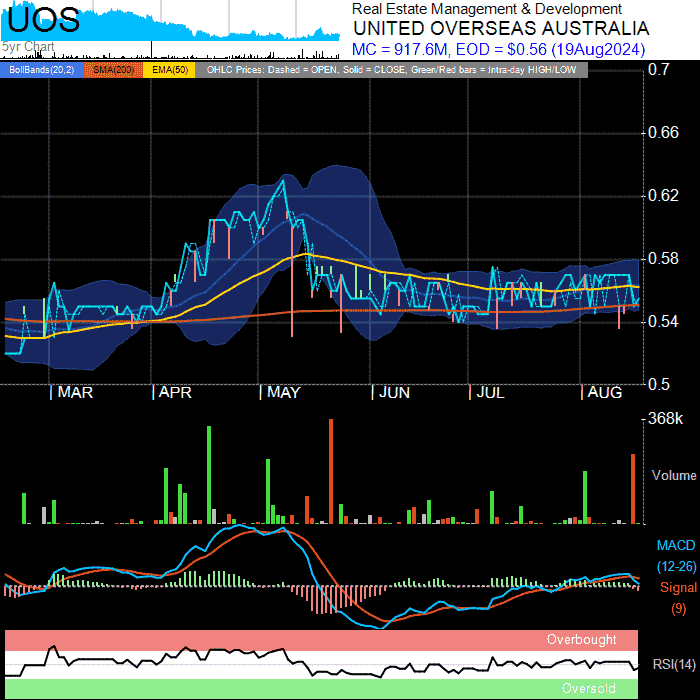 UOS
Real Estate Management & Development
UNITED OVERSEAS AUSTRALIA
5yr Chart
MC = 917.6M, EOD = $0.56 (19Aug2024)
BollBands(20,2) SMA(200) EMA(50) OHLC Prices: Dashed = OPEN, Solid = CLOSE, Green/Red bars = Intra-day HIGH/LOW
0.7
0.66
0.62
0.58
0.54
0.5
MAR APR MAY JUN JUL AUG
368k
Volume
MACD
(12-26)
Signal
(9)
Overbought
RSI(14)
Oversold